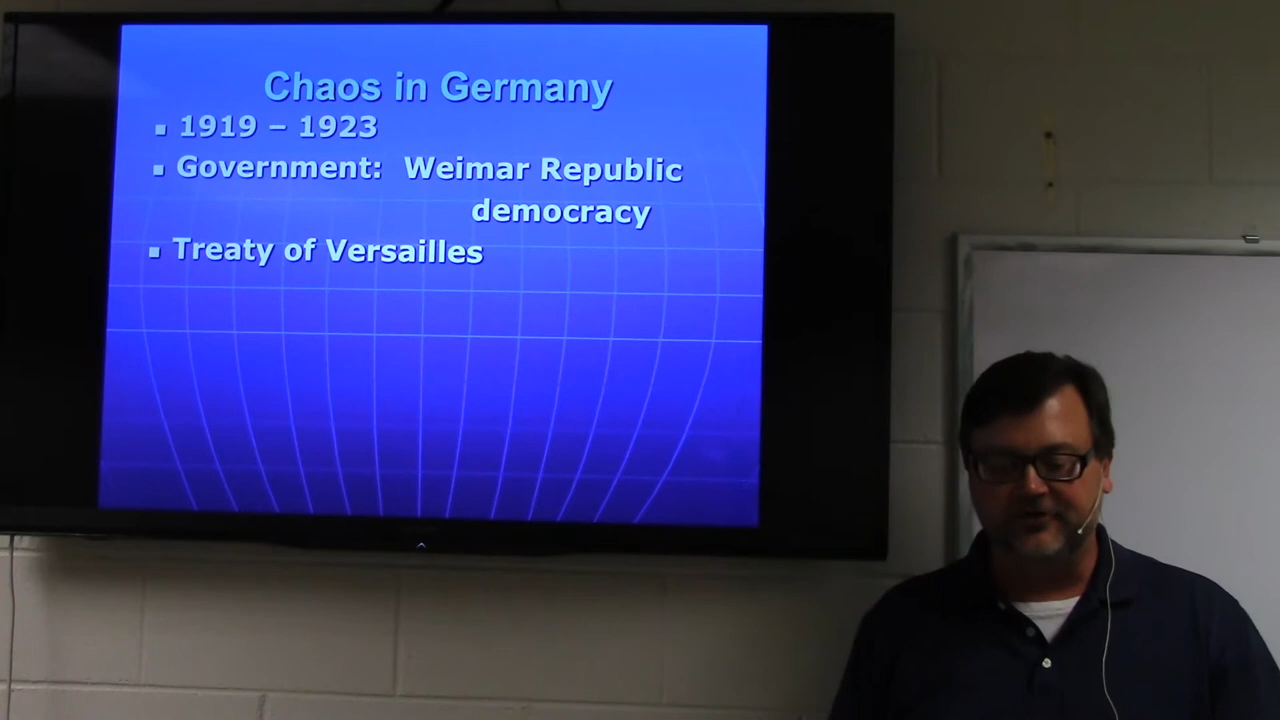 Chaos in Germany
▪ 1919 – 1923
▪ Government: Weimar Republic
democracy
▪ Treaty of Versailles